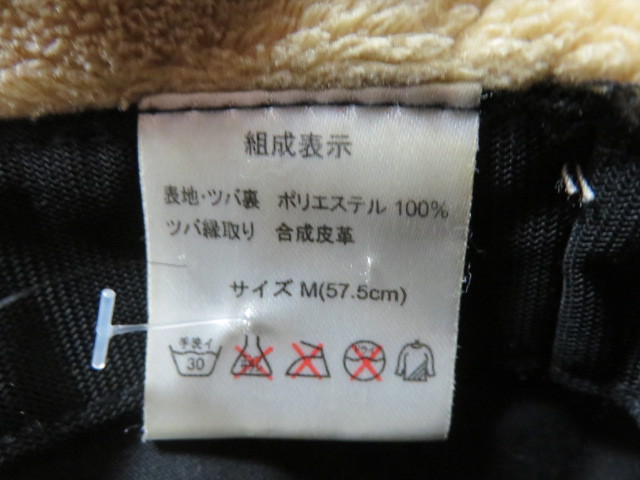 組成表示
表地・ツバ裏 ポリエステル 100%
ツバ縁取り 合成皮革
サイズ M(57.5cm)
手洗イ
30